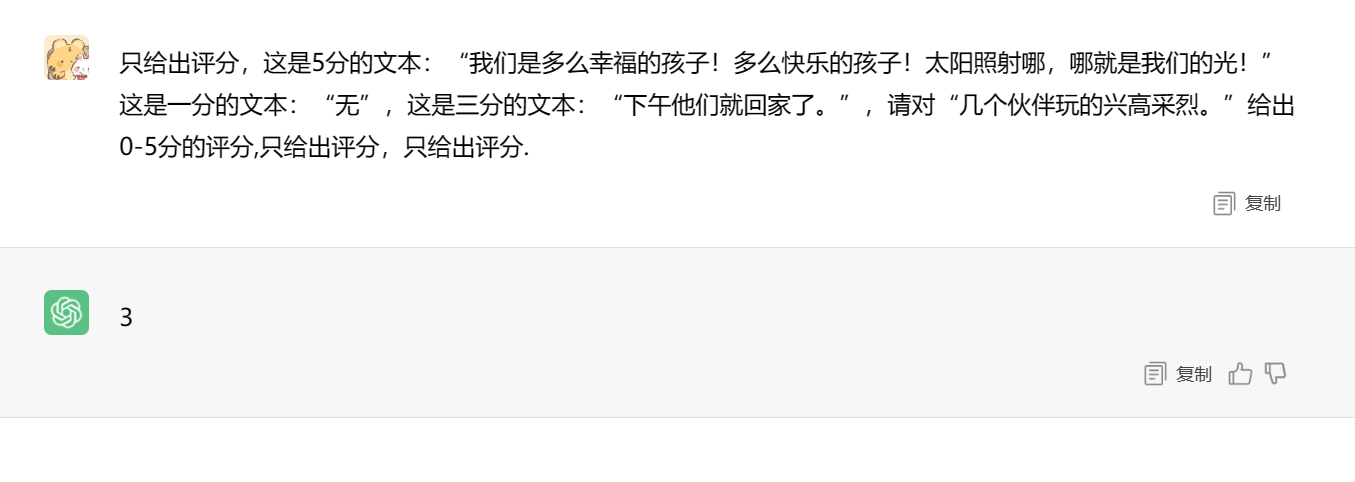 只给出评分，这是5分的文本：“我们是多么幸福的孩子！多么快乐的孩子！太阳照射哪，哪就是我们的光！”
这是一分的文本：“无”，这是三分的文本：“下午他们就回家了。”，请对“几个伙伴玩的兴高采烈。”给出
0-5分的评分,只给出评分，只给出评分.
复制
3
复制